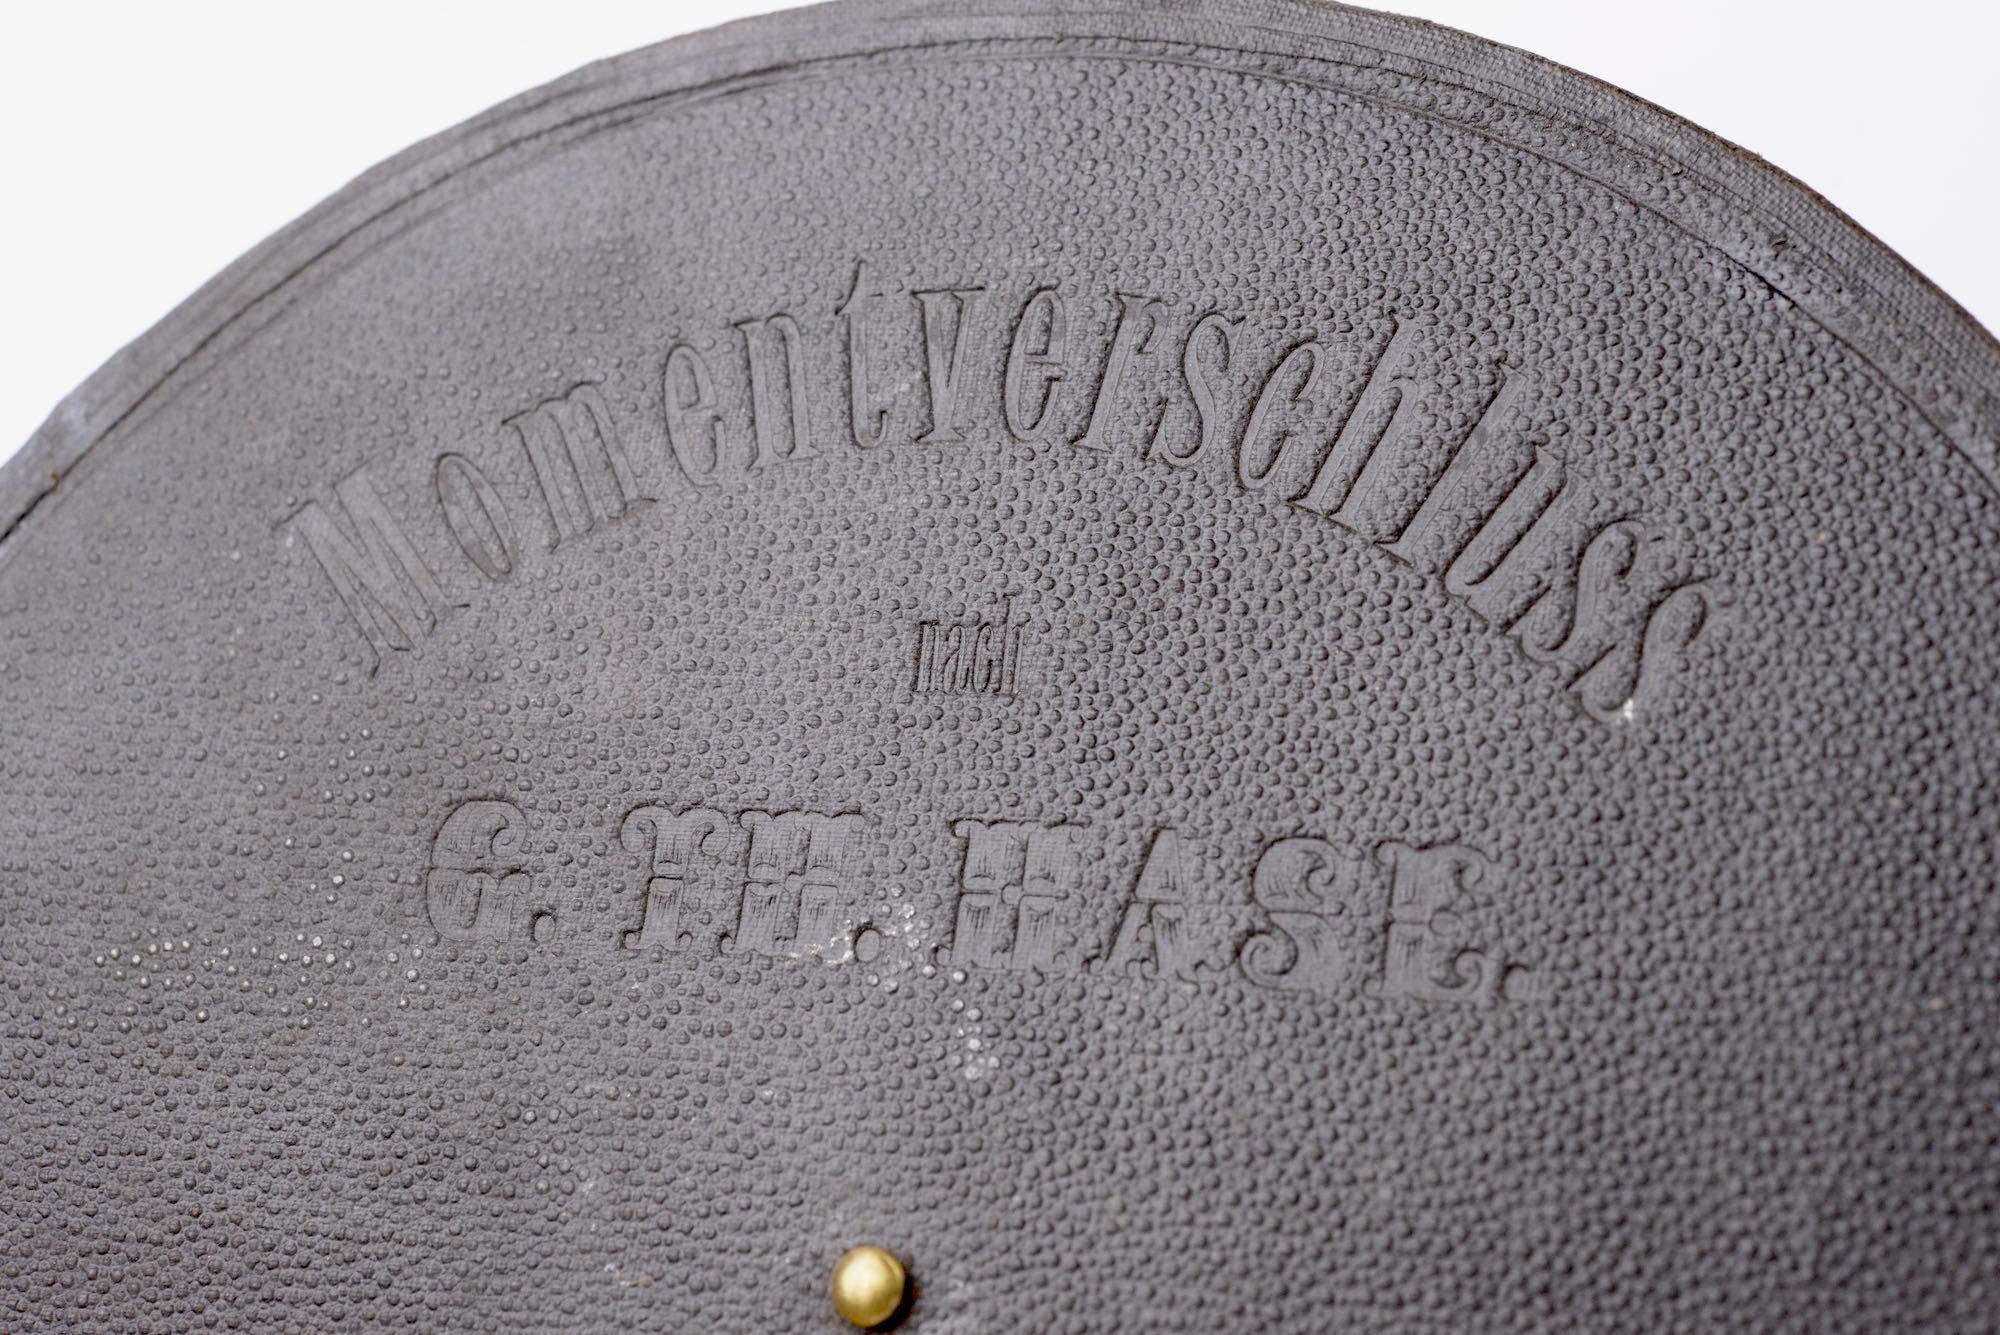 Momentverschluss
nach
G. TH. HASE.